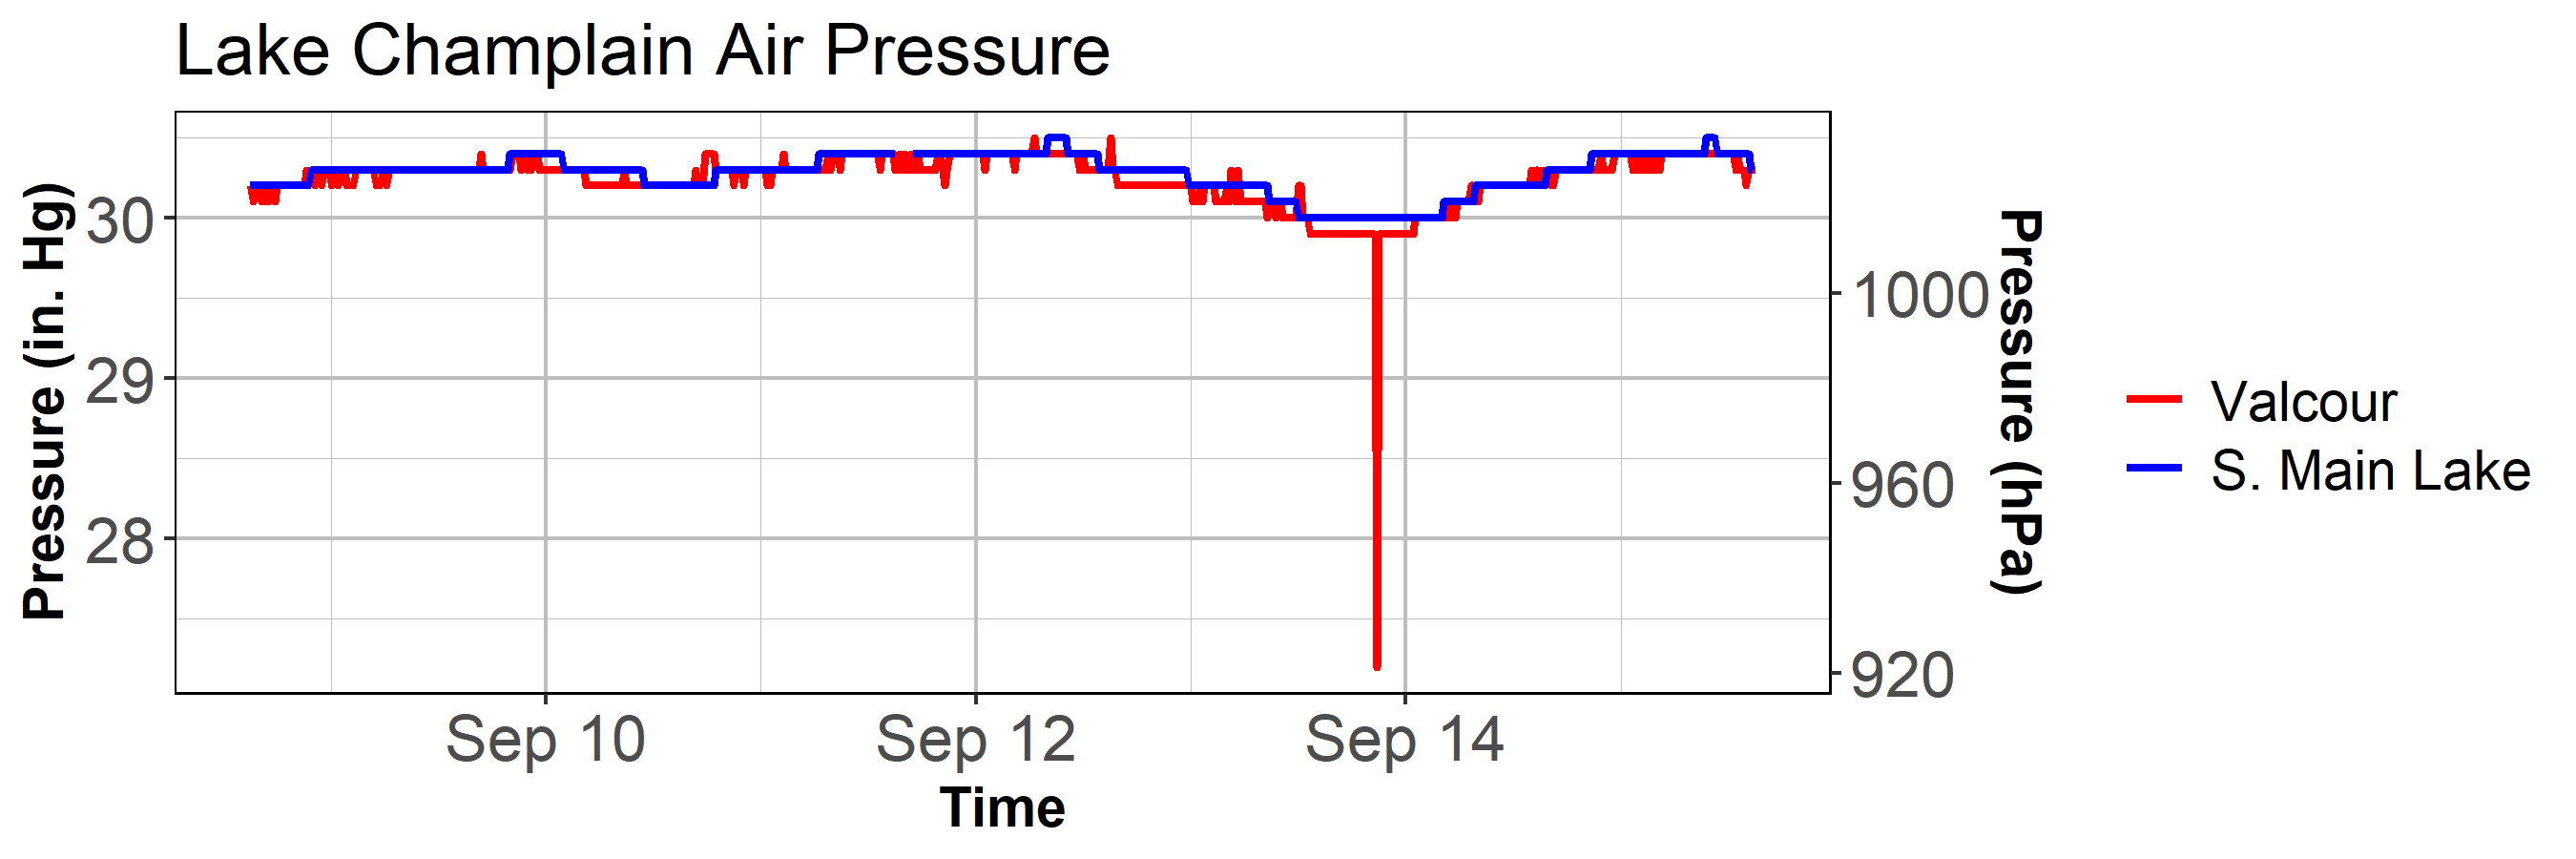 Lake Champlain Air Pressure
Pressure (in. Hg)
30
29
28
1000
960
920
Pressure (hPa)
Sep 10
Sep 12
Sep 14
Time
Valcour
S. Main Lake